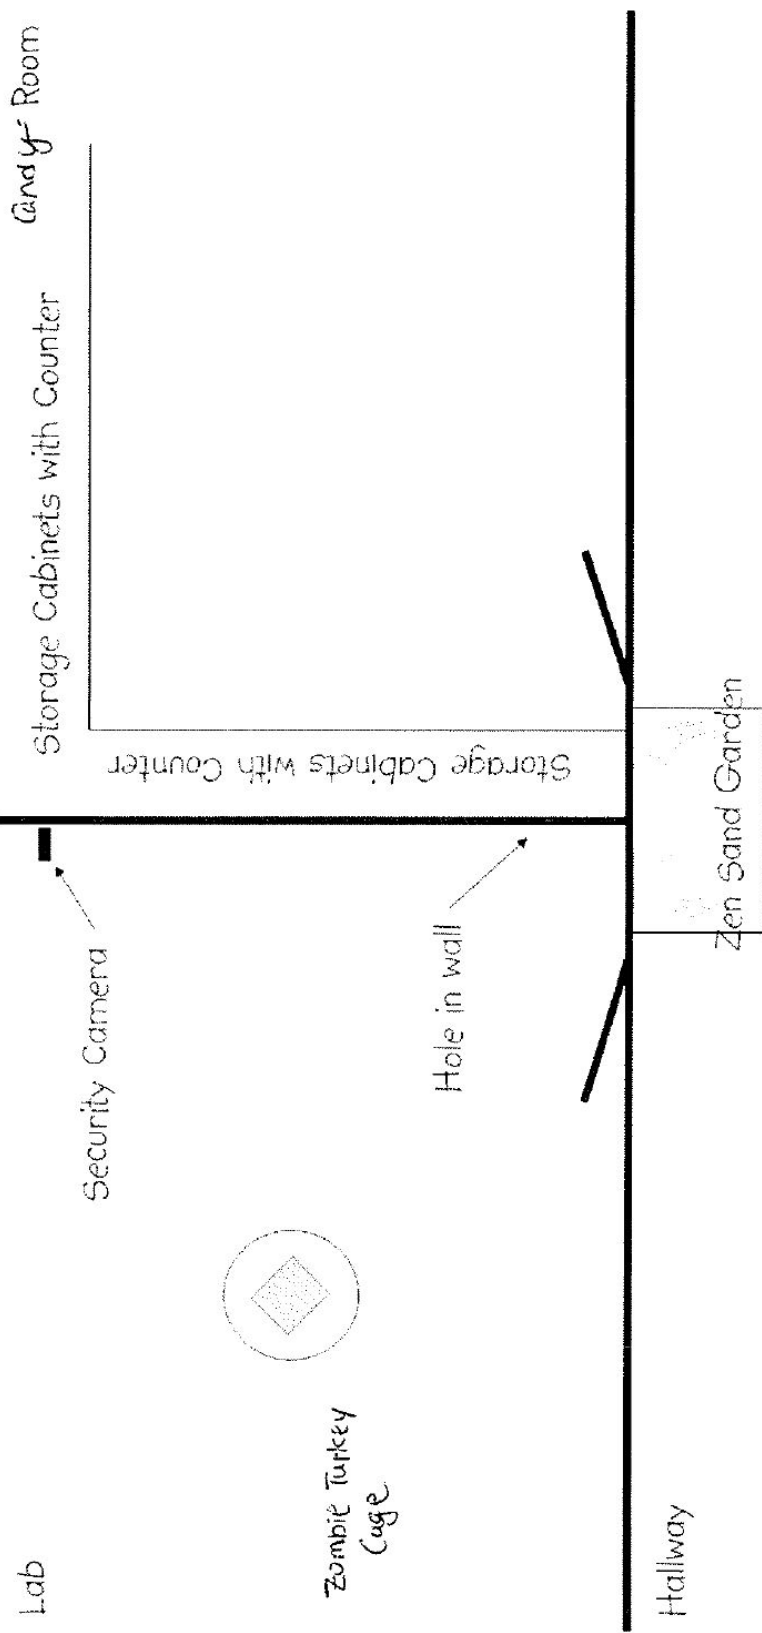 Lab
Candy Room
Storage Cabinets with Counter
Security Camera
Storage Cabinets with Counter
Zombie Turkey
Cage
Hole in wall
Hallway
Zen Sand Garden